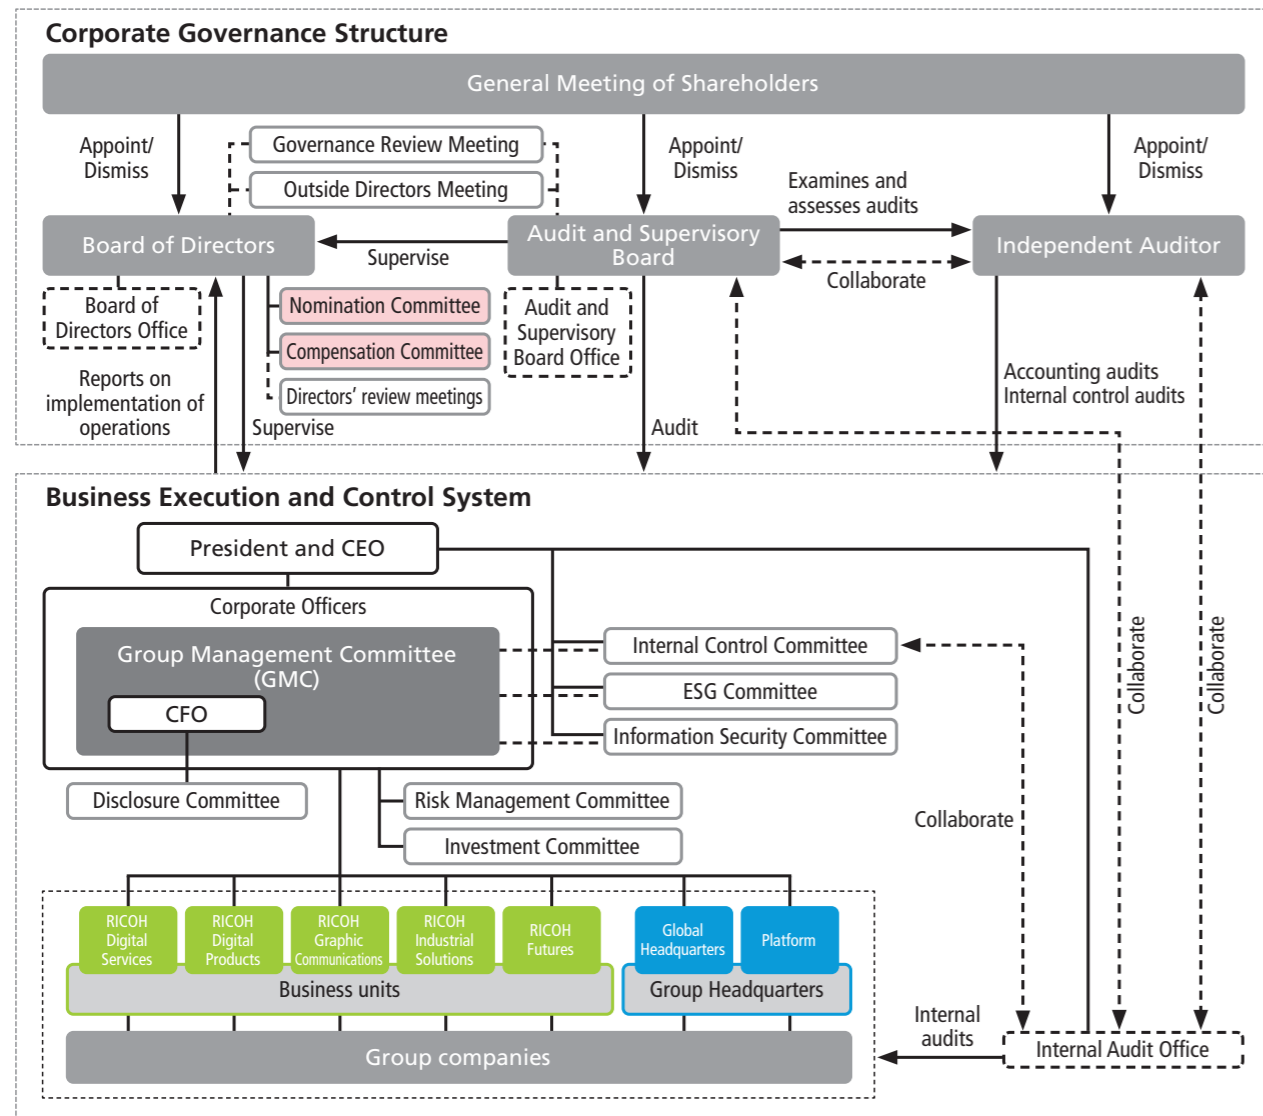 Corporate Governance Structure
General Meeting of Shareholders
Appoint/
Dismiss
Governance Review Meeting
Outside Directors Meeting
Appoint/
Dismiss
Examines and
assesses audits
Appoint/
Dismiss
Board of Directors
Supervise
Audit and Supervisory
Board
Collaborate
Independent Auditor
Board of
Directors Office
Nomination Committee
Compensation Committee
Directors’ review meetings
Audit and
Supervisory
Board Office
Reports on
implementation of
operations
Supervise
Audit
Accounting audits
Internal control audits
Business Execution and Control System
President and CEO
Corporate Officers
Group Management Committee
(GMC)
CFO
Internal Control Committee
ESG Committee
Information Security Committee
Collaborate
Collaborate
Disclosure Committee
Risk Management Committee
Investment Committee
Collaborate
RICOH
Digital
Services
RICOH
Digital
Products
RICOH
Graphic
Communications
RICOH
Industrial
Solutions
RICOH
Futures
Global
Headquarters
Platform
Business units
Group Headquarters
Group companies
Internal
audits
Internal Audit Office